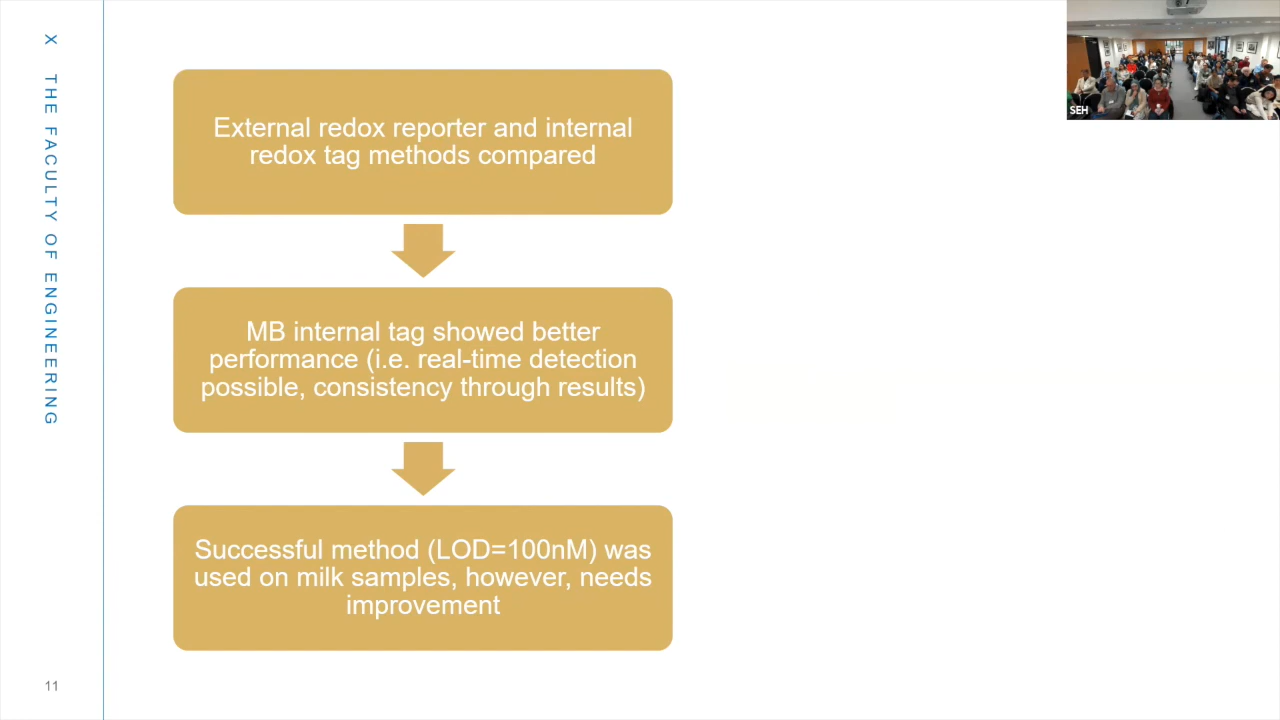 X THE FACULTY OF ENGINEERING
External redox reporter and internal
redox tag methods compared
MB internal tag showed better
performance (i.e. real-time detection
possible, consistency through results)
Successful method (LOD=100nM) was
used on milk samples, however, needs
improvement
11
SEH